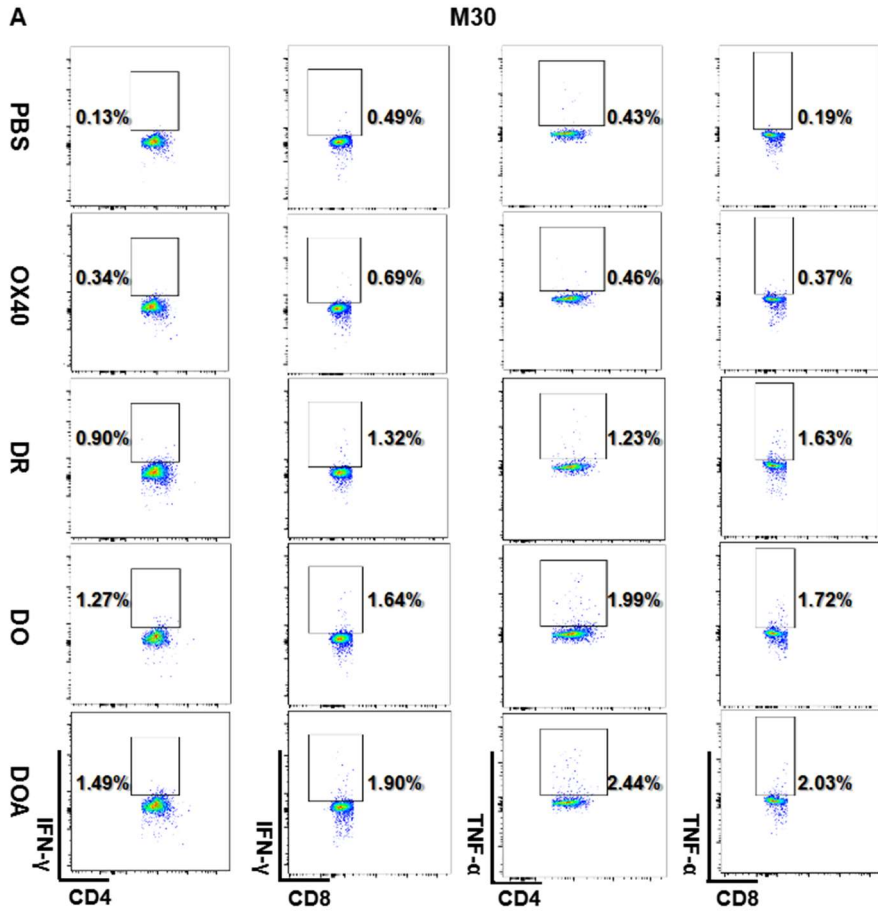 A
M30
PBS
0.13%
0.49%
0.43%
0.19%
OX40
0.34%
0.69%
0.46%
0.37%
DR
0.90%
1.32%
1.23%
1.63%
DO
1.27%
1.64%
1.99%
1.72%
DOA
1.49%
1.90%
2.44%
2.03%
IFN-γ
IFN-γ
TNF-α
TNF-α
CD4
CD8
CD4
CD8